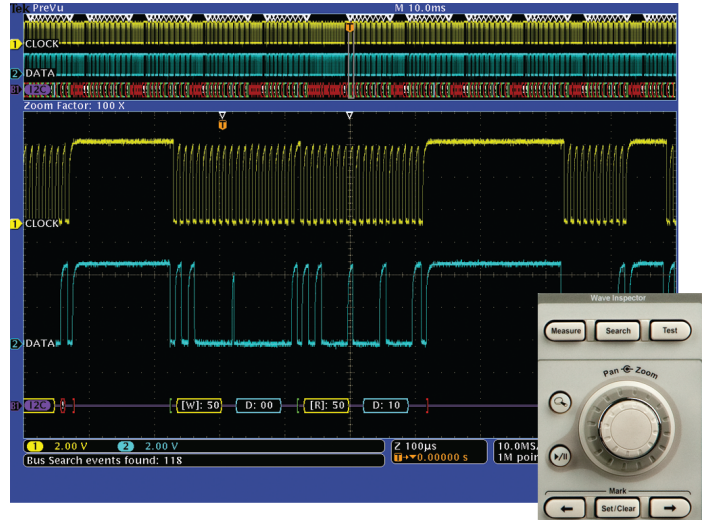 Tek PreVu M 10.0ms
1 CLOCK
2 DATA
B1 I2C
Zoom Factor: 100 X
T
1 CLOCK
2 DATA
B1 I2C [W]: 50 D: 00 [R]: 50 D: 10
1 2.00 V 2 2.00 V
Z 100µs
T→▼0.00000 s
10.0MS/
1M poin
Bus Search events found: 118
Wave Inspector
Measure Search Test
Pan Zoom
Mark
← Set/Clear →